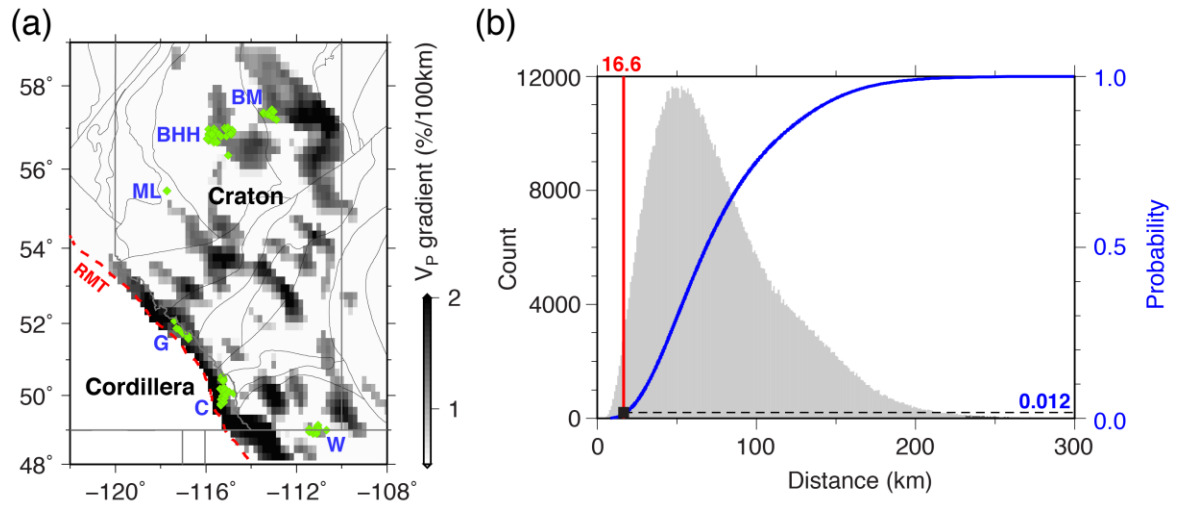 (a)
58˚
56˚
54˚
52˚
50˚
48˚
−120˚
−116˚
−112˚
−108˚
BM
BHH
ML
Craton
RMT
G
Cordillera
C
W
VP gradient (%/100km)
2
1
(b)
16.6
12000
8000
4000
0
Count
0
100
200
300
Distance (km)
1.0
0.5
0.0
Probability
0.012